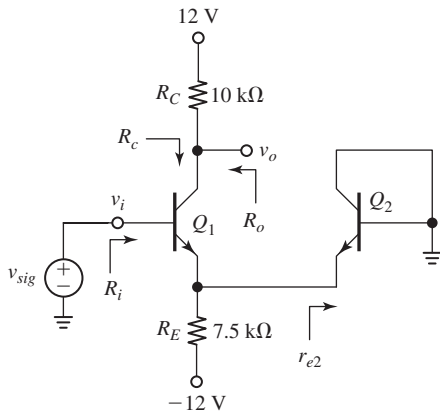 12 V
R_C 10 kΩ
R_c
v_o
v_i
Q_1
R_o
Q_2
v_sig
+
−
R_i
R_E 7.5 kΩ
r_e2
−12 V